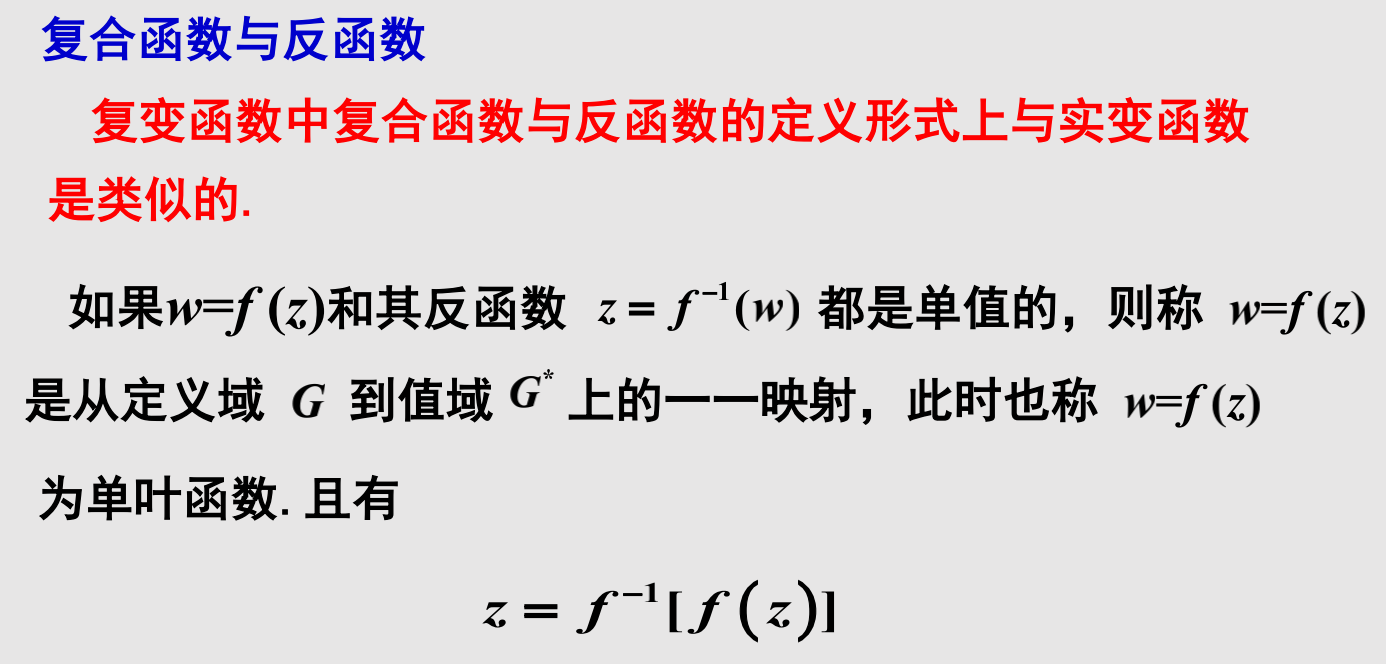 复合函数与反函数
复变函数中复合函数与反函数的定义形式上与实变函数
是类似的.
如果w=f (z)和其反函数 z = f⁻¹(w) 都是单值的，则称 w=f (z)
是从定义域 G 到值域 G* 上的一一映射，此时也称 w=f (z)
为单叶函数. 且有
z = f⁻¹[ f (z)]